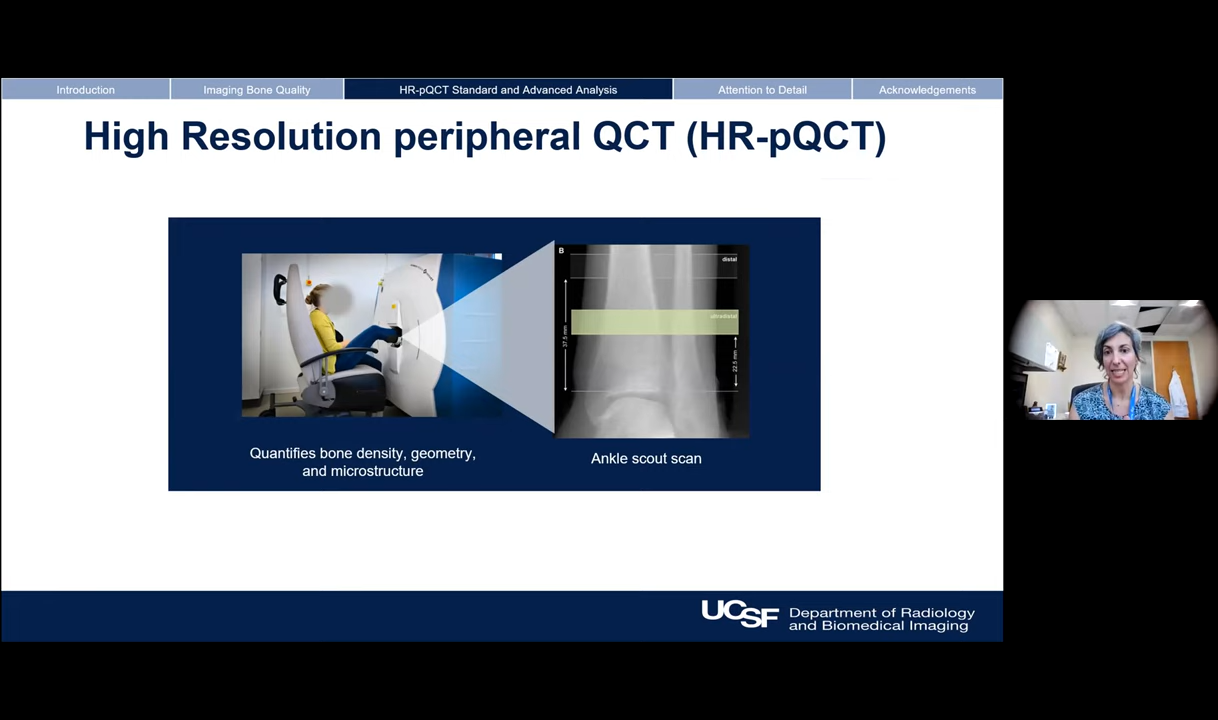 Introduction
Imaging Bone Quality
HR-pQCT Standard and Advanced Analysis
Attention to Detail
Acknowledgements
High Resolution peripheral QCT (HR-pQCT)
B
distal
ultradistal
37.5 mm
22.5 mm
Quantifies bone density, geometry,
and microstructure
Ankle scout scan
UCSF
Department of Radiology
and Biomedical Imaging